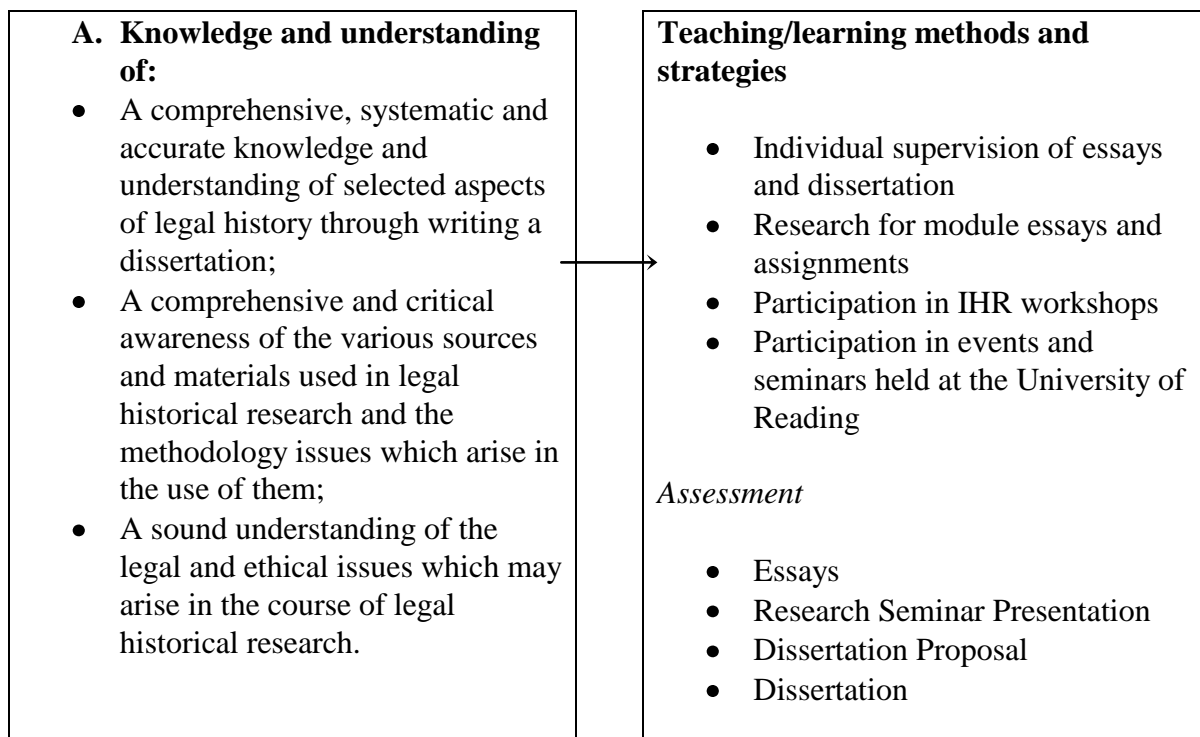 A. Knowledge and understanding
of:
• A comprehensive, systematic and
accurate knowledge and
understanding of selected aspects
of legal history through writing a
dissertation;
• A comprehensive and critical
awareness of the various sources
and materials used in legal
historical research and the
methodology issues which arise in
the use of them;
• A sound understanding of the
legal and ethical issues which may
arise in the course of legal
historical research.
Teaching/learning methods and
strategies
• Individual supervision of essays
and dissertation
• Research for module essays and
assignments
• Participation in IHR workshops
• Participation in events and
seminars held at the University of
Reading
Assessment
• Essays
• Research Seminar Presentation
• Dissertation Proposal
• Dissertation